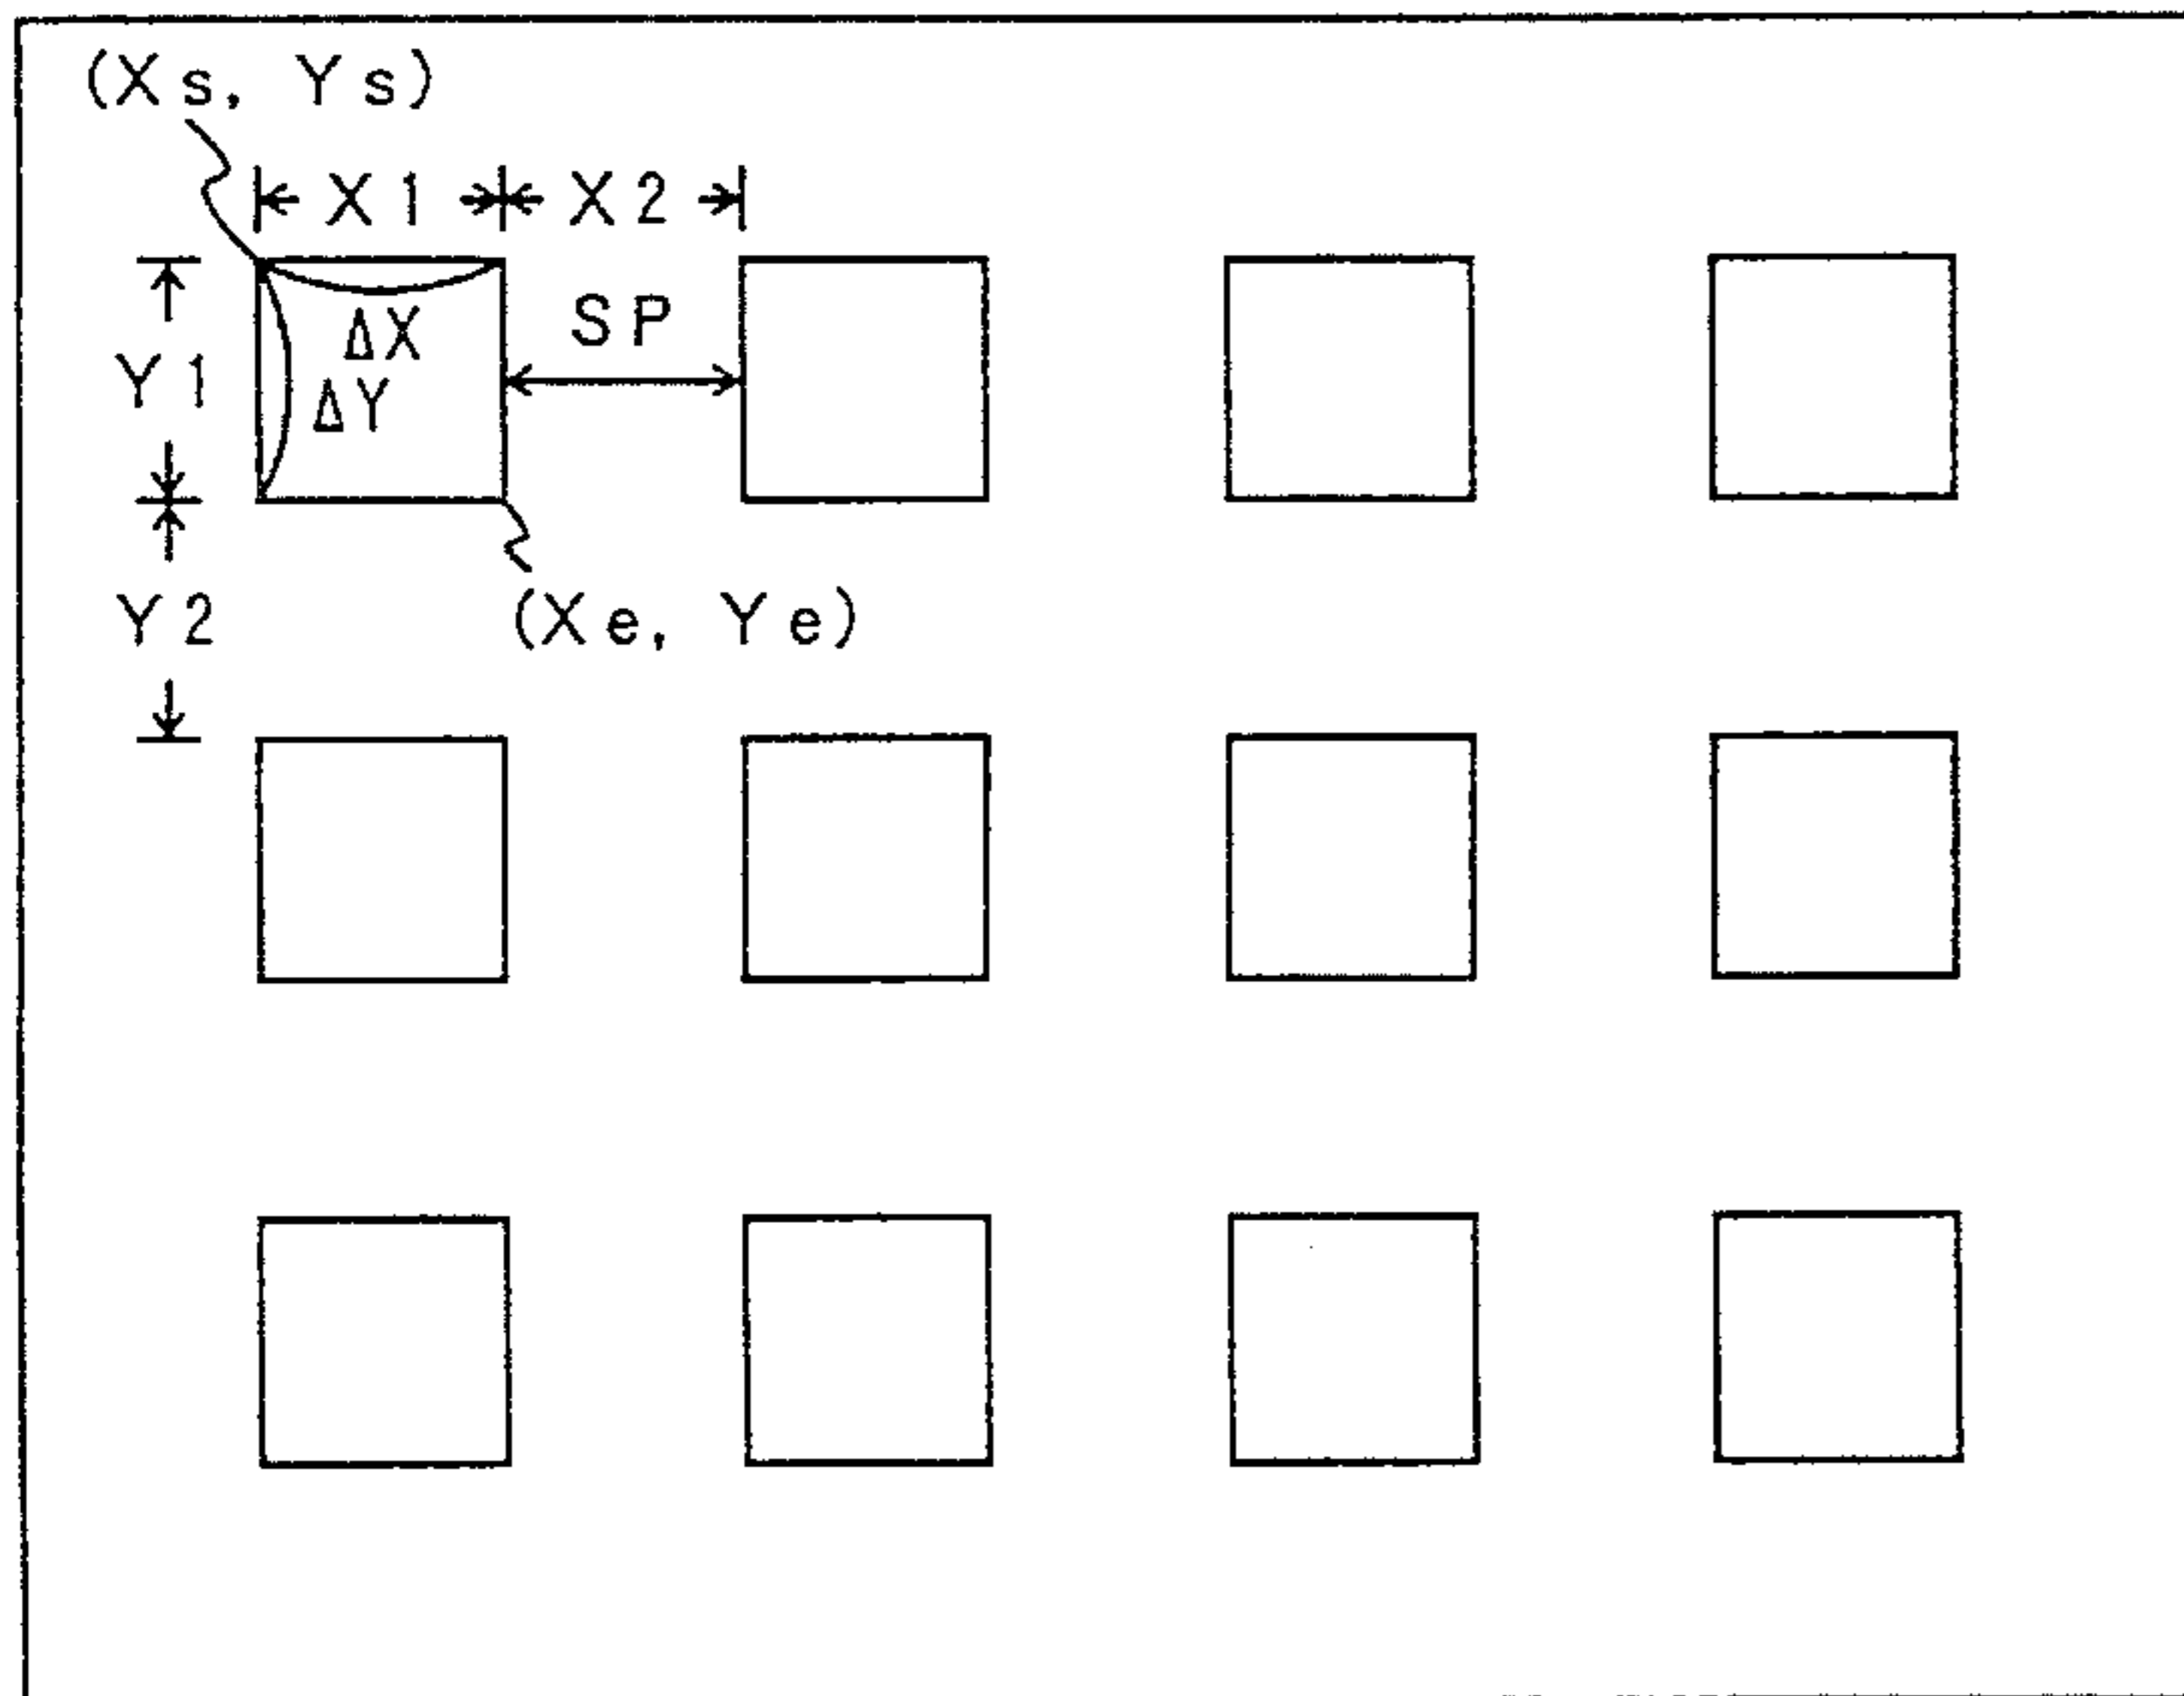 (Xs, Ys)
X1 X2
SP
ΔX
Y1
ΔY
Y2
(Xe, Ye)